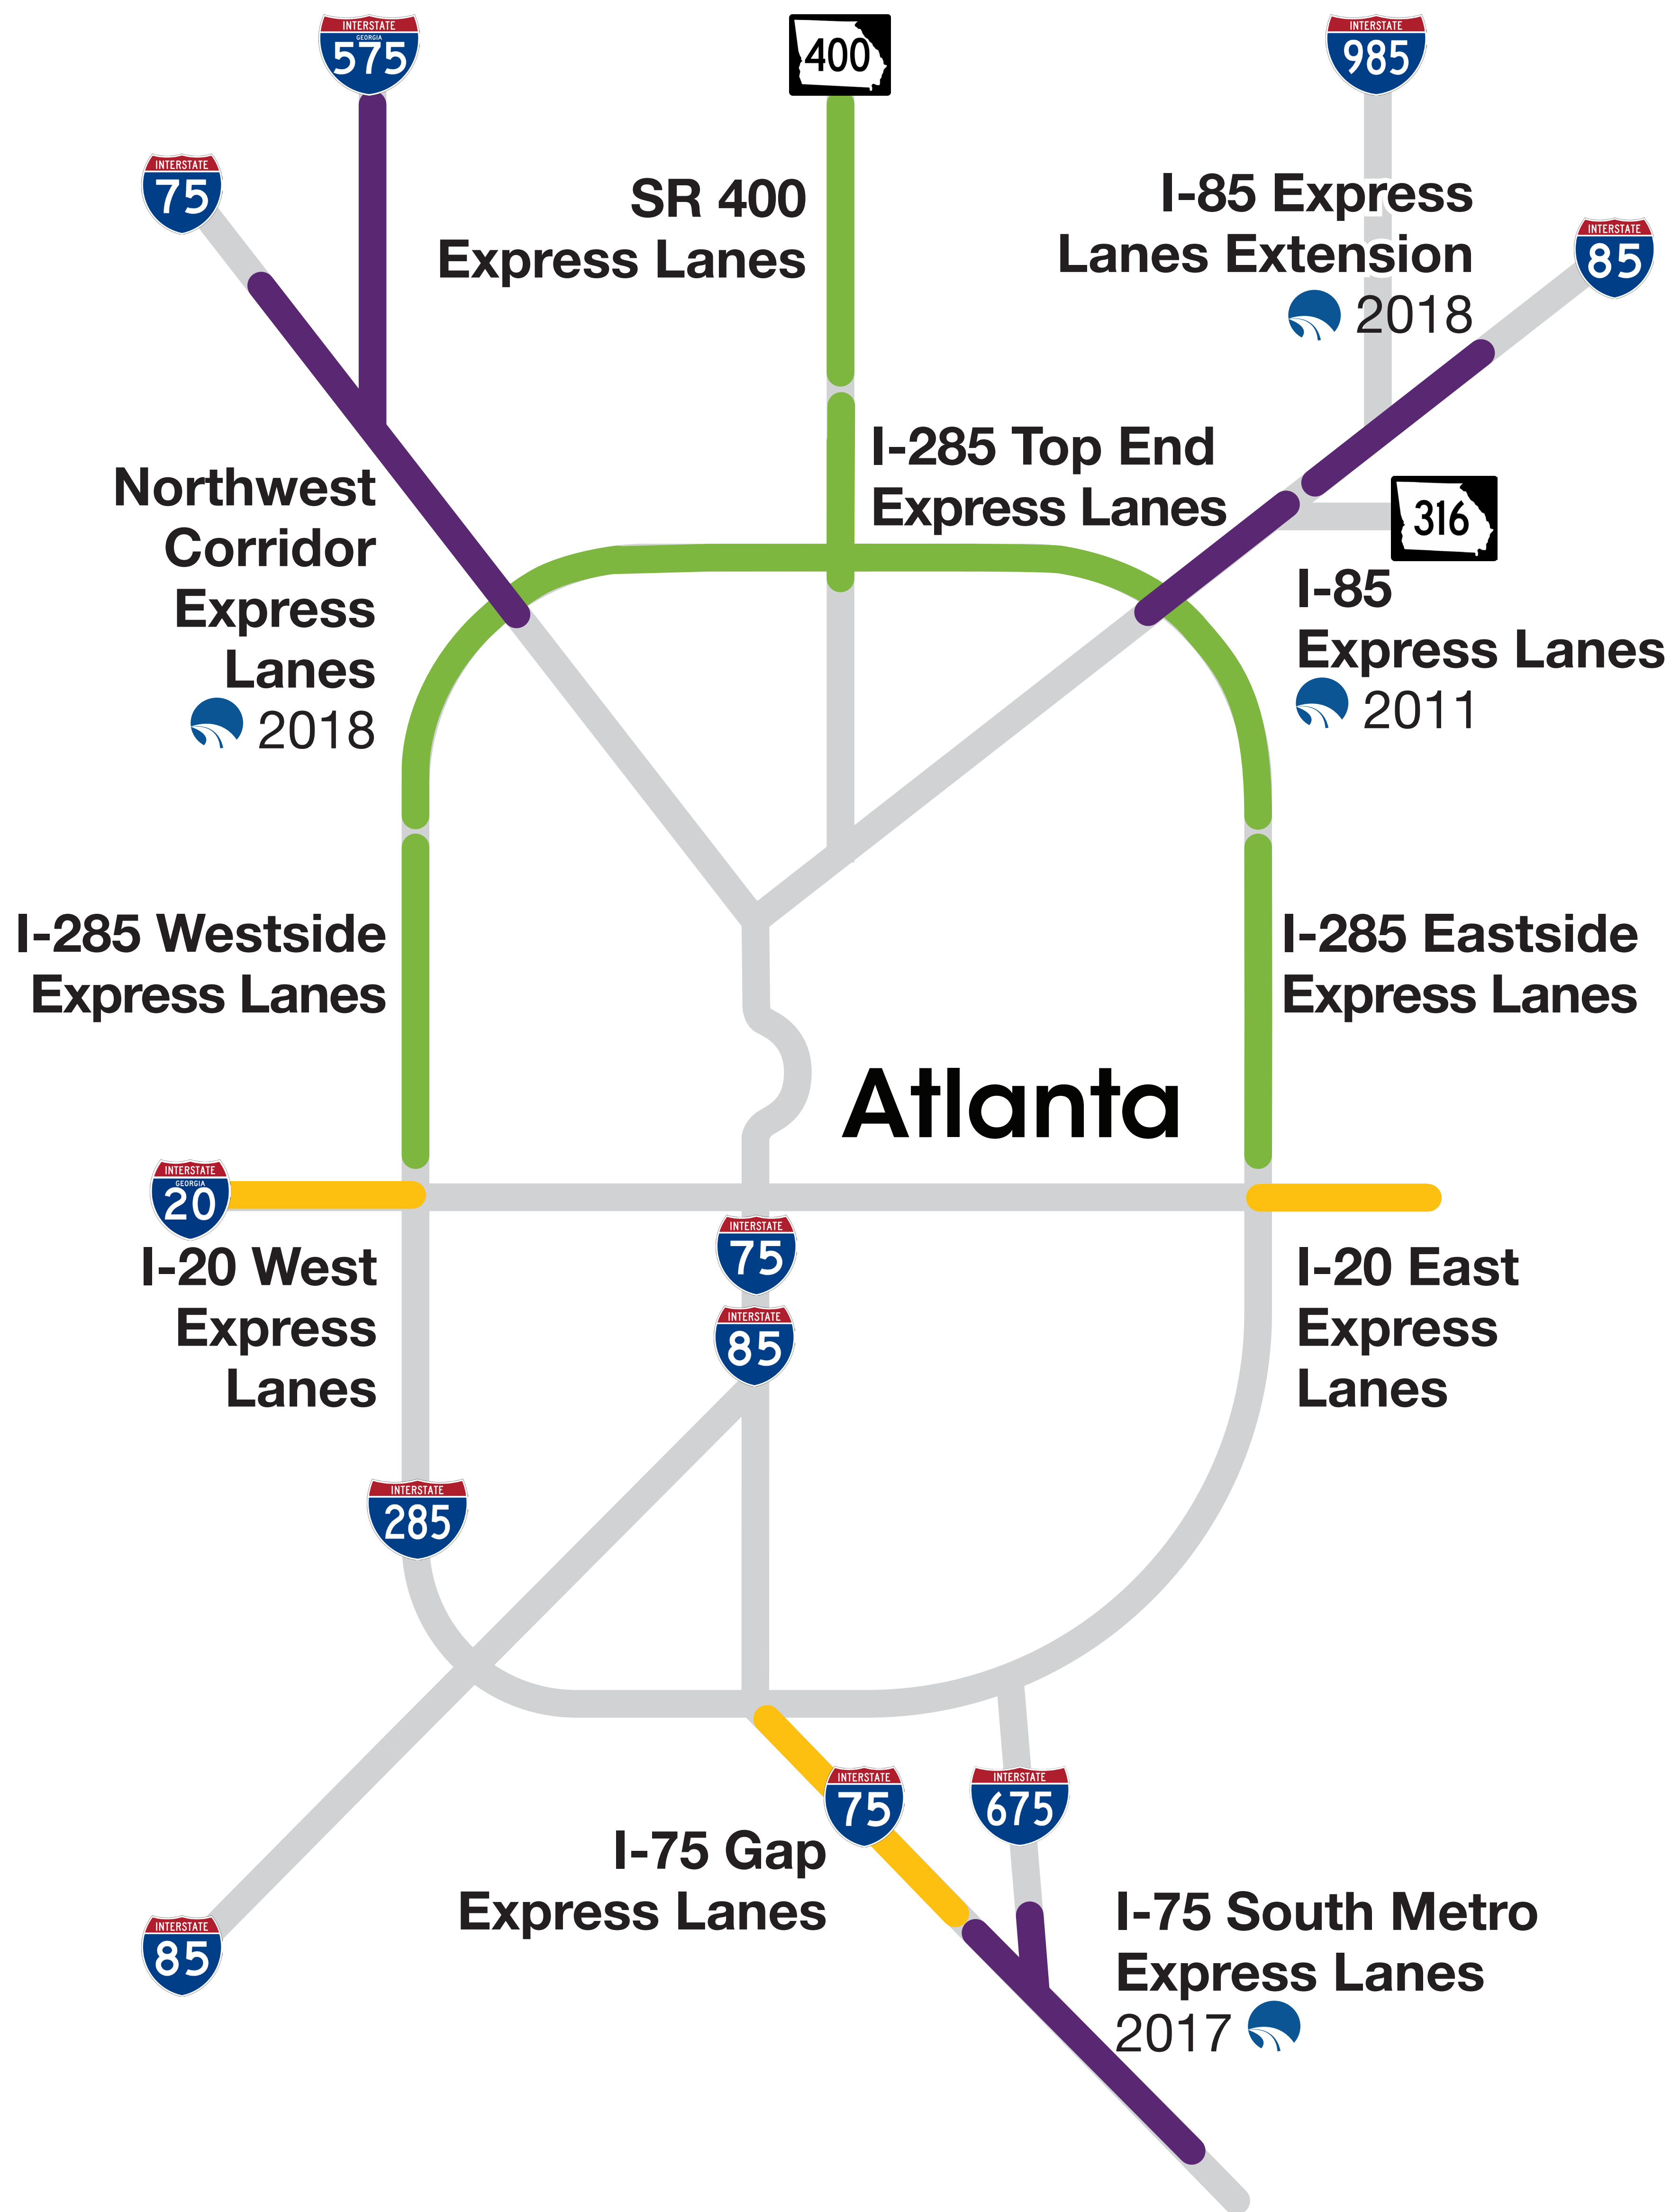 INTERSTATE
GEORGIA
575
400
INTERSTATE
985
INTERSTATE
75
SR 400
Express Lanes
I-85 Express
Lanes Extension
2018
INTERSTATE
85
Northwest
Corridor
Express
Lanes
2018
I-285 Top End
Express Lanes
316
I-85
Express Lanes
2011
I-285 Westside
Express Lanes
I-285 Eastside
Express Lanes
Atlanta
INTERSTATE
GEORGIA
20
I-20 West
Express
Lanes
INTERSTATE
75
INTERSTATE
85
I-20 East
Express
Lanes
INTERSTATE
285
INTERSTATE
75
INTERSTATE
675
I-75 Gap
Express Lanes
INTERSTATE
85
I-75 South Metro
Express Lanes
2017